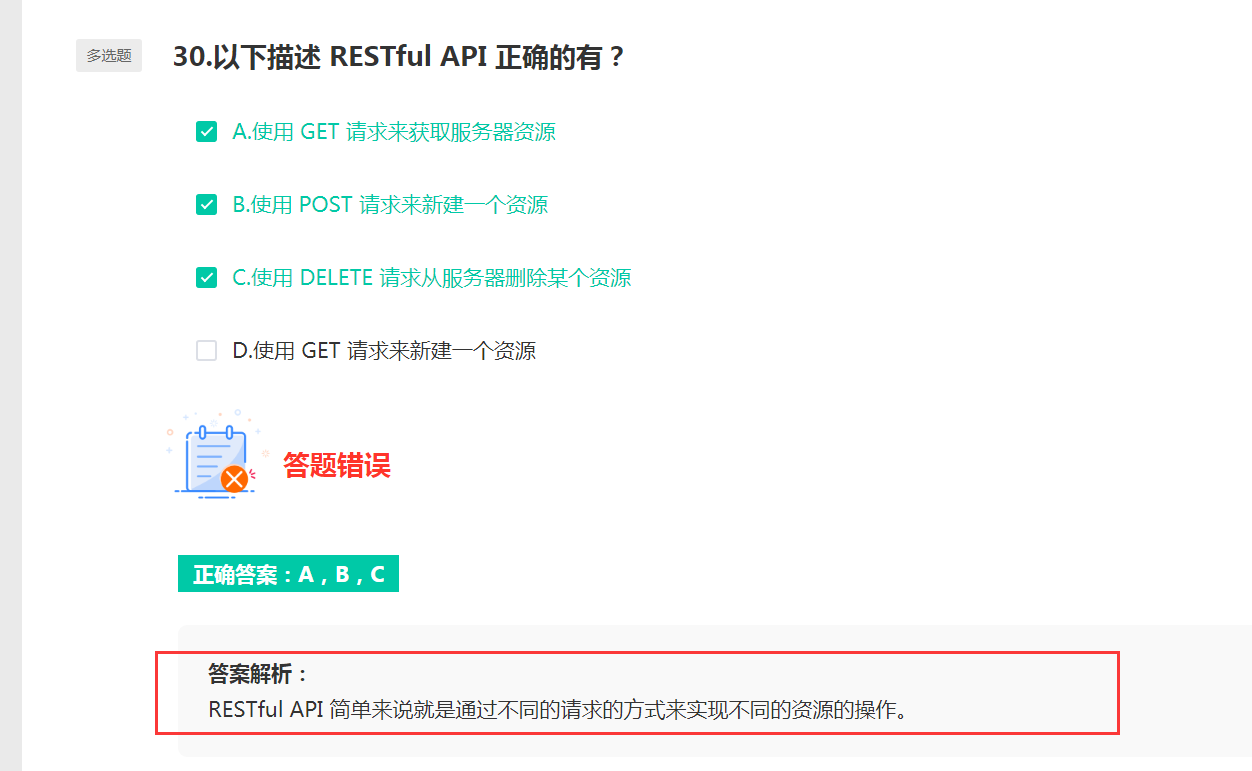 多选题
30.以下描述 RESTful API 正确的有？
A.使用 GET 请求来获取服务器资源
B.使用 POST 请求来新建一个资源
C.使用 DELETE 请求从服务器删除某个资源
D.使用 GET 请求来新建一个资源
答题错误
正确答案：A，B，C
答案解析：
RESTful API 简单来说就是通过不同的请求的方式来实现不同的资源的操作。